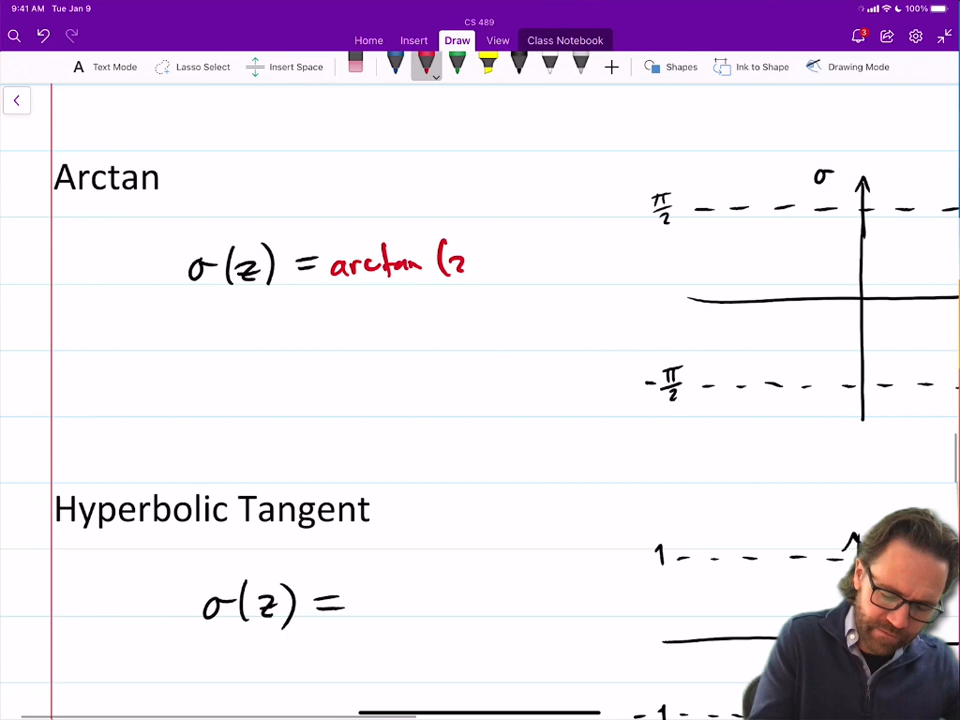 9:41 AM Tue Jan 9
100%
CS 489
Home Insert Draw View Class Notebook
3
A Text Mode Lasso Select Insert Space Shapes Ink to Shape Drawing Mode
Arctan
σ
π/2
σ(z) = arctan (z
-π/2
Hyperbolic Tangent
1
σ(z) =
-1